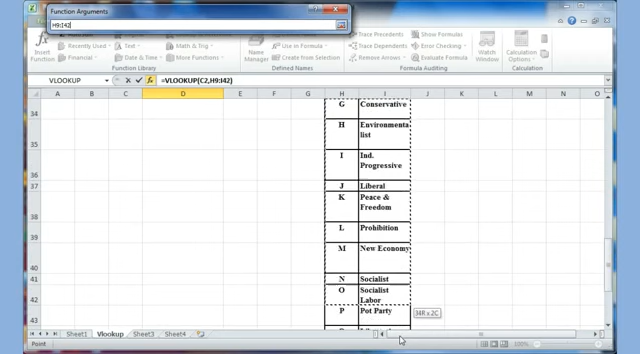 Function Arguments
H9:I42
Insert Function
Recently Used
Financial
Math & Trig
Date & Time
More Functions
Function Library
Name Manager
Use in Formula
Create from Selection
Defined Names
Trace Precedents
Show Formulas
Trace Dependents
Error Checking
Remove Arrows
Evaluate Formula
Formula Auditing
Watch Window
Calculation Options
Calculation
VLOOKUP
=VLOOKUP(C2,H9:I42)
A B C D E F G H I J K L M N O
34 G Conservative
35 H Environmenta
list
36 I Ind.
Progressive
37 J Liberal
38 K Peace &
Freedom
39 L Prohibition
40 M New Economy
41 N Socialist
42 O Socialist
Labor
43 P Pot Party
34R x 2C
Sheet1 Vlookup Sheet3 Sheet4
Point
100%